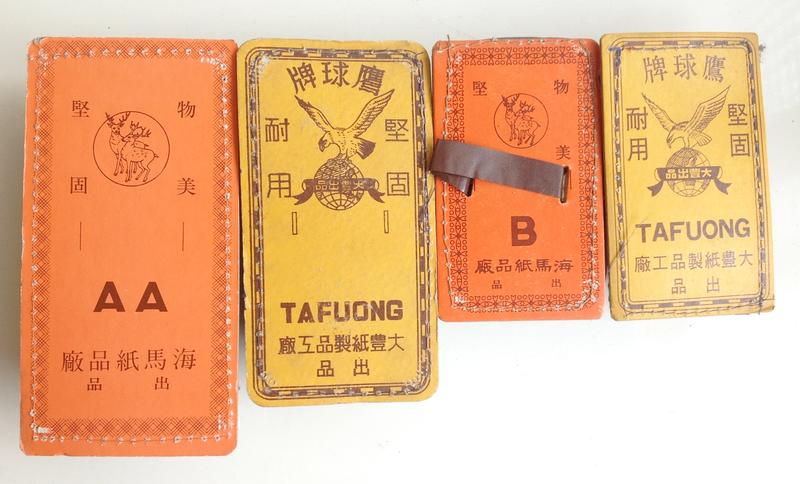 物美
堅固
AA
海馬紙品廠
出品
鷹球牌
堅固
耐用
大豐出品
TAFUONG
大豐紙製品工廠
出品
物美
堅
B
海馬紙品廠
出品
鷹球牌
堅固
耐用
大豐出品
TAFUONG
大豐紙製品工廠
出品